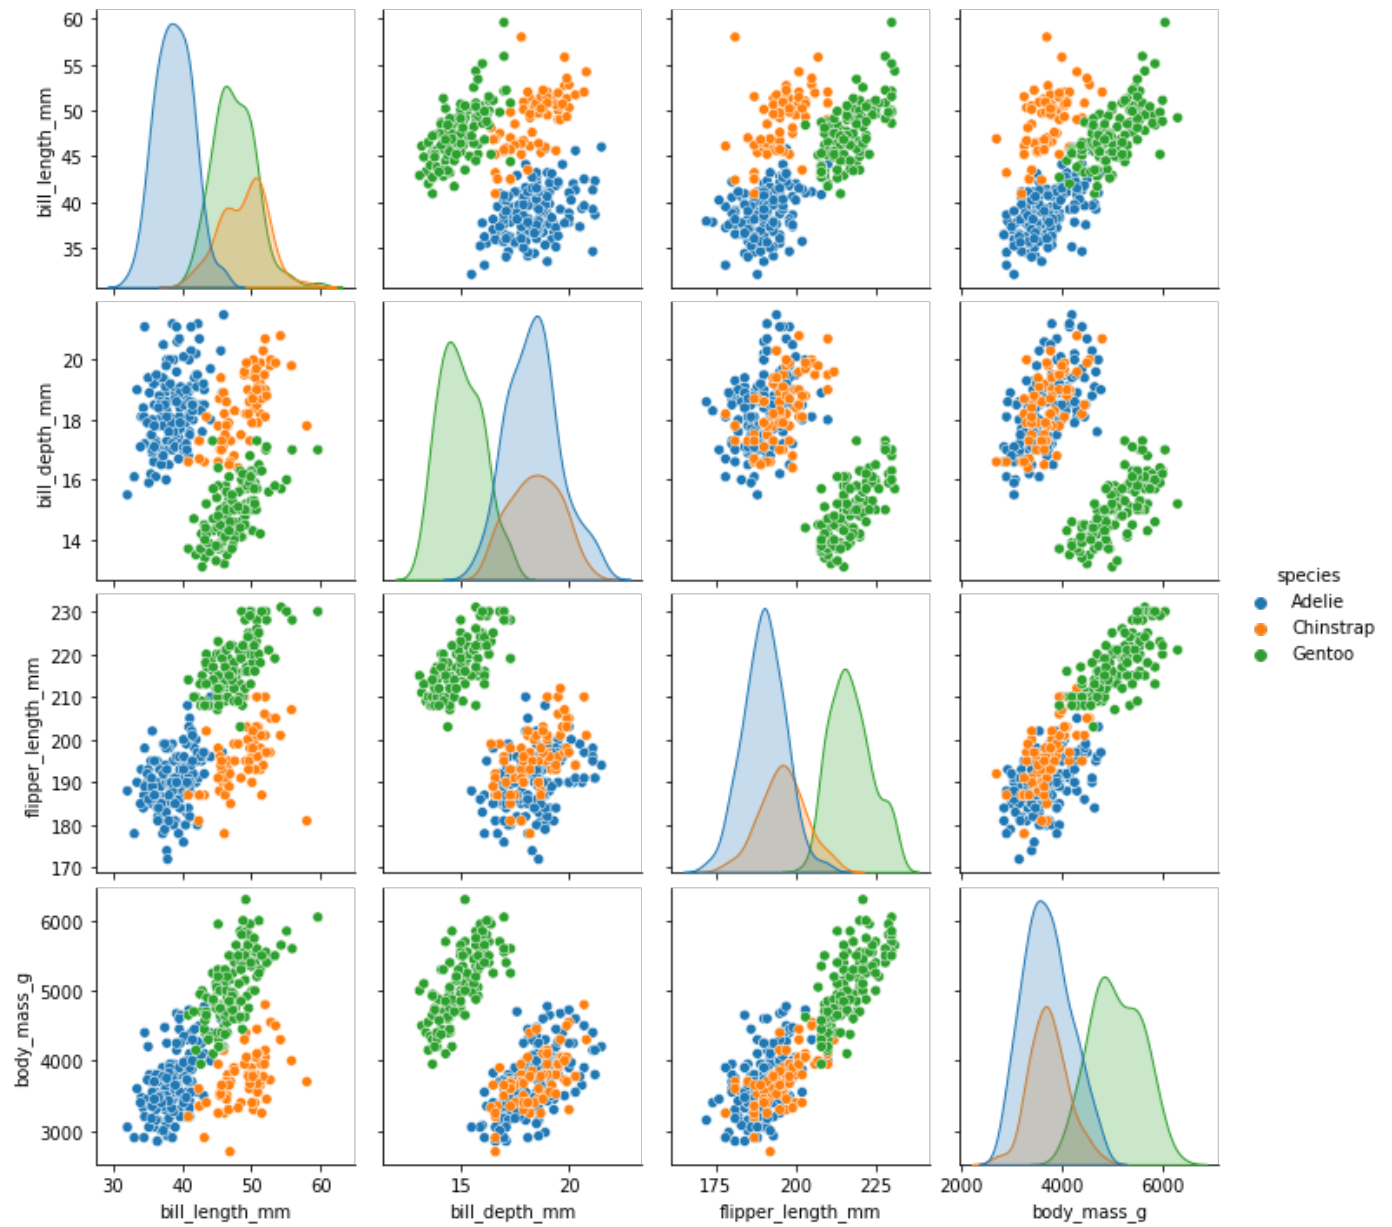 60
55
50
45
40
35
bill_length_mm
20
18
16
14
bill_depth_mm
species
Adelie
Chinstrap
Gentoo
230
220
210
200
190
180
170
flipper_length_mm
6000
5000
4000
3000
body_mass_g
30 40 50 60 15 20 175 200 225 2000 4000 6000
bill_length_mm bill_depth_mm flipper_length_mm body_mass_g